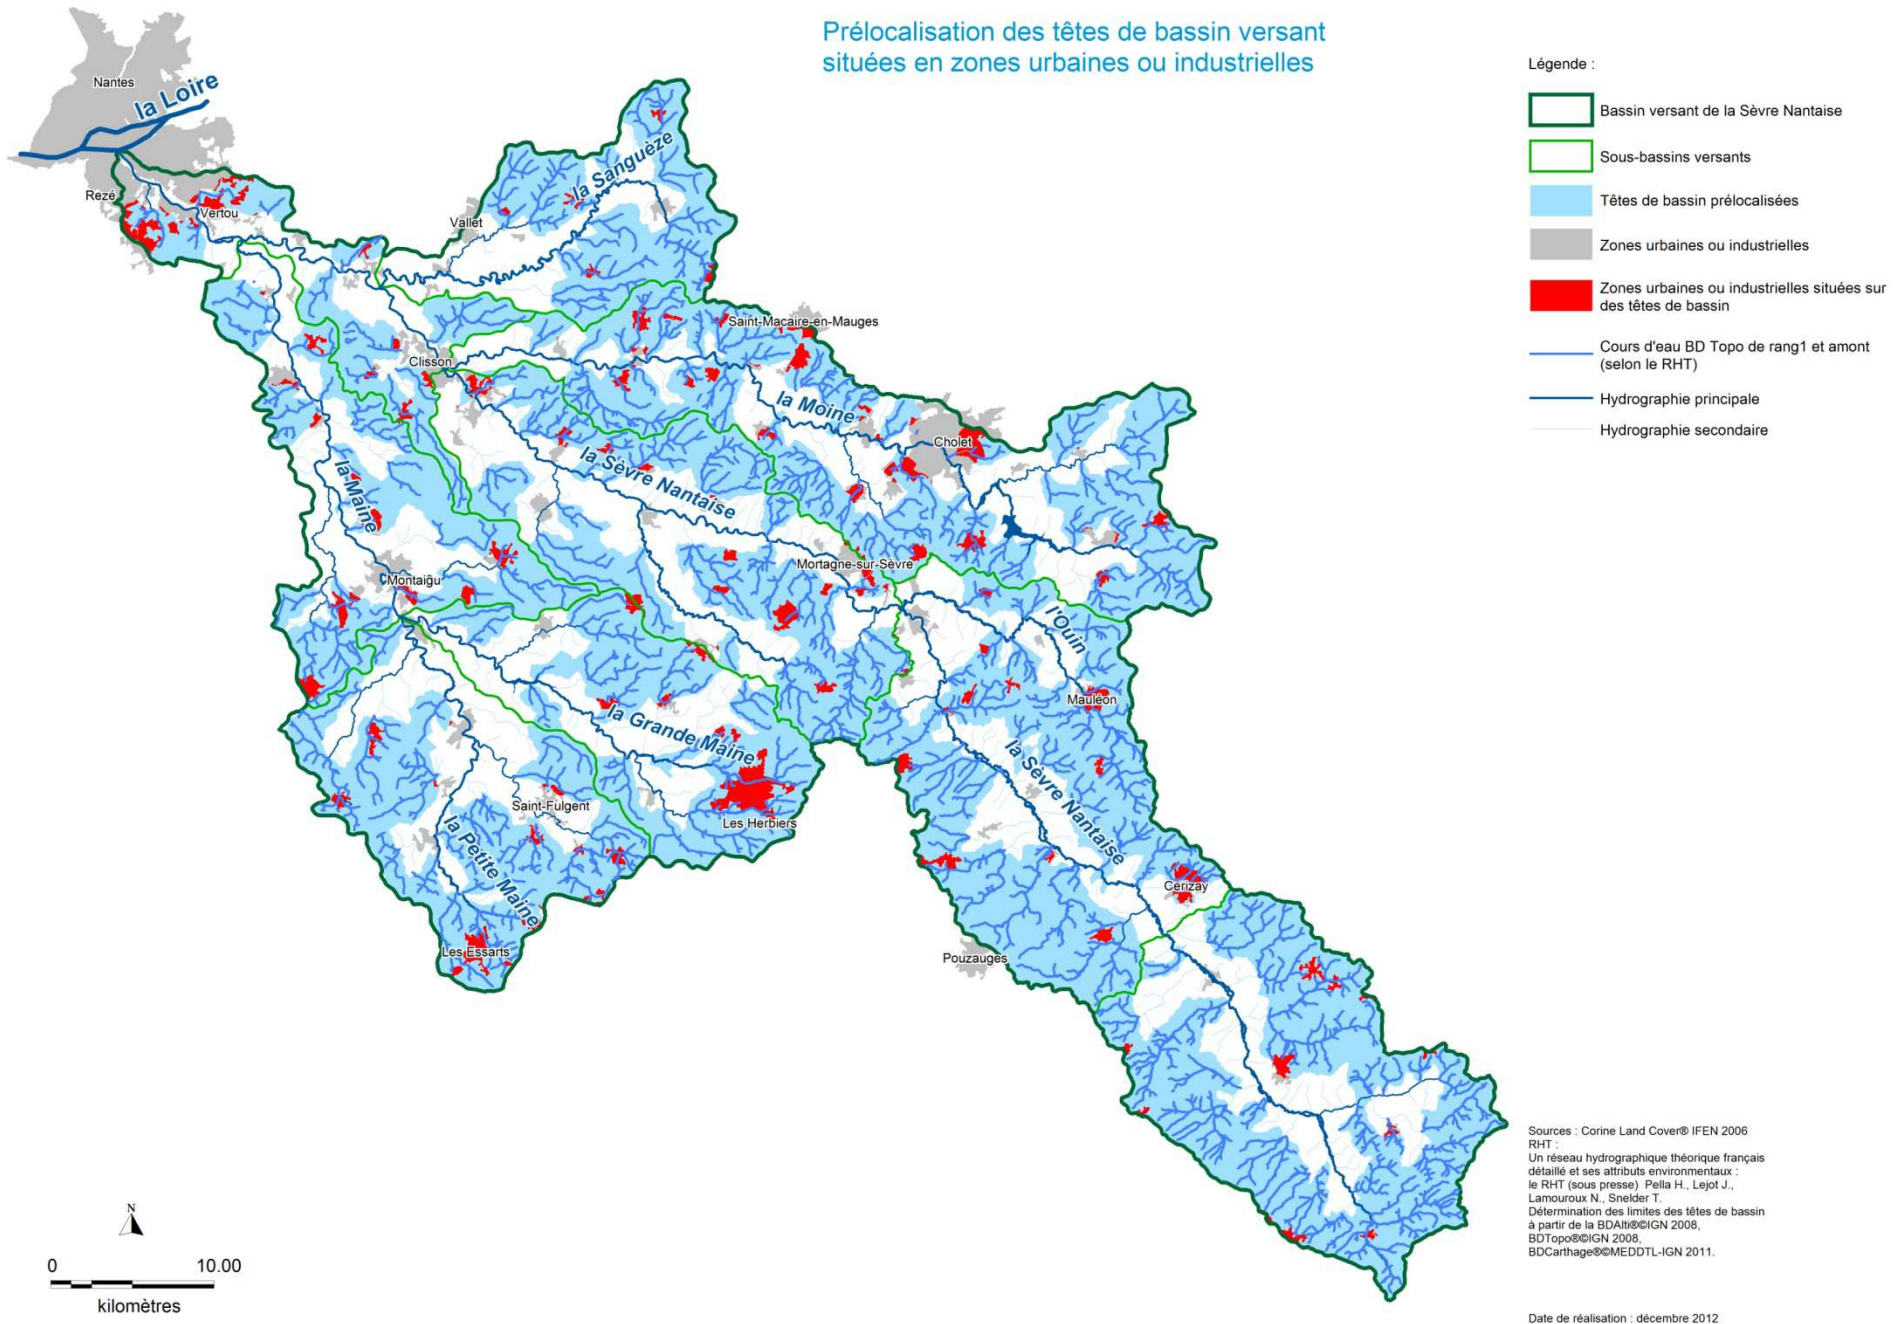 Prélocalisation des têtes de bassin versant
situées en zones urbaines ou industrielles
Légende :
Bassin versant de la Sèvre Nantaise
Sous-bassins versants
Têtes de bassin prélocalisées
Zones urbaines ou industrielles
Zones urbaines ou industrielles situées sur
des têtes de bassin
Cours d'eau BD Topo de rang1 et amont
(selon le RHT)
Hydrographie principale
Hydrographie secondaire
Nantes
la Loire
Rezé
Vertou
Vallet
la Sanguèze
Saint-Macaire-en-Mauges
Clisson
la Moine
Cholet
la Maine
la Sèvre Nantaise
Mortagne-sur-Sèvre
Montaigu
l'Ouin
Mauléon
la Grande Maine
la Sèvre Nantaise
Saint-Fulgent
Les Herbiers
la Petite Maine
Cerizay
Les Essarts
Pouzauges
Sources : Corine Land Cover® IFEN 2006
RHT :
Un réseau hydrographique théorique français
détaillé et ses attributs environmentaux :
le RHT (sous presse) Pella H., Lejot J.,
Lamouroux N., Snelder T.
Détermination des limites des têtes de bassin
à partir de la BDAlti®©IGN 2008,
BDTopo®©IGN 2008,
BDCarthage®©MEDDTL-IGN 2011.
N
0 10.00
kilomètres
Date de réalisation : décembre 2012